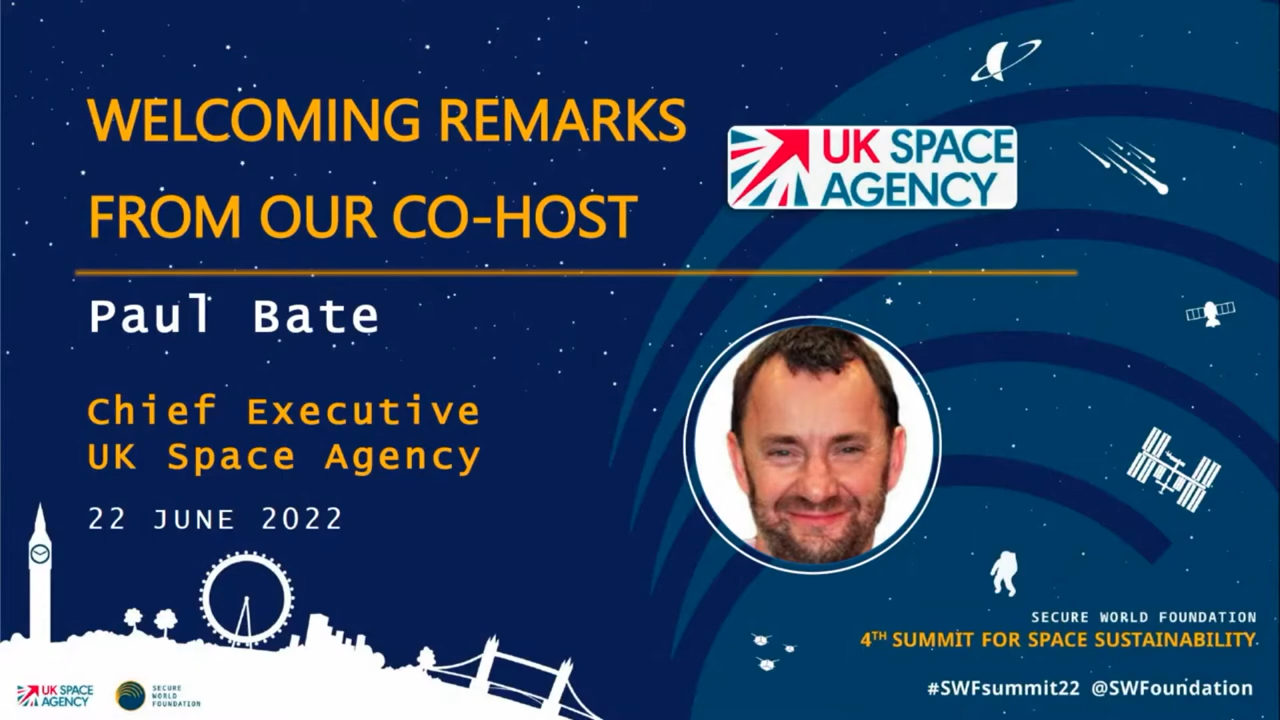 WELCOMING REMARKS
FROM OUR CO-HOST
UK SPACE
AGENCY
Paul Bate
Chief Executive
UK Space Agency
22 JUNE 2022
SECURE WORLD FOUNDATION
4TH SUMMIT FOR SPACE SUSTAINABILITY
#SWFsummit22 @SWFoundation
UK SPACE
AGENCY
SECURE
WORLD
FOUNDATION